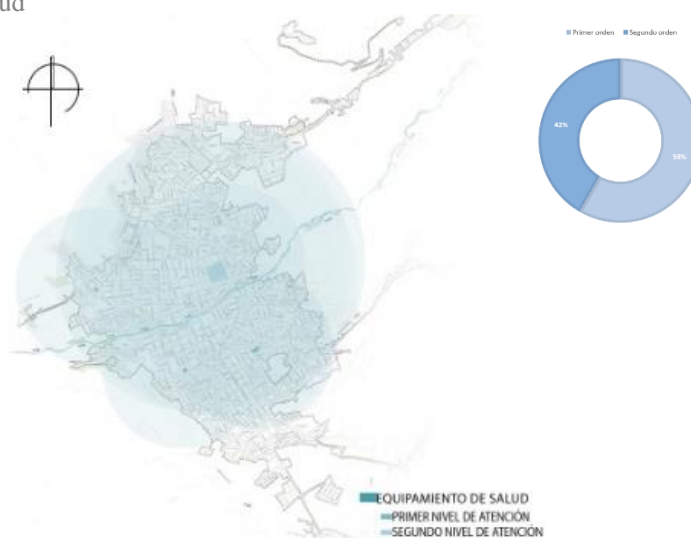 ud
Primer orden Segundo orden
42%
58%
EQUIPAMIENTO DE SALUD
PRIMER NIVEL DE ATENCIÓN
SEGUNDO NIVEL DE ATENCIÓN